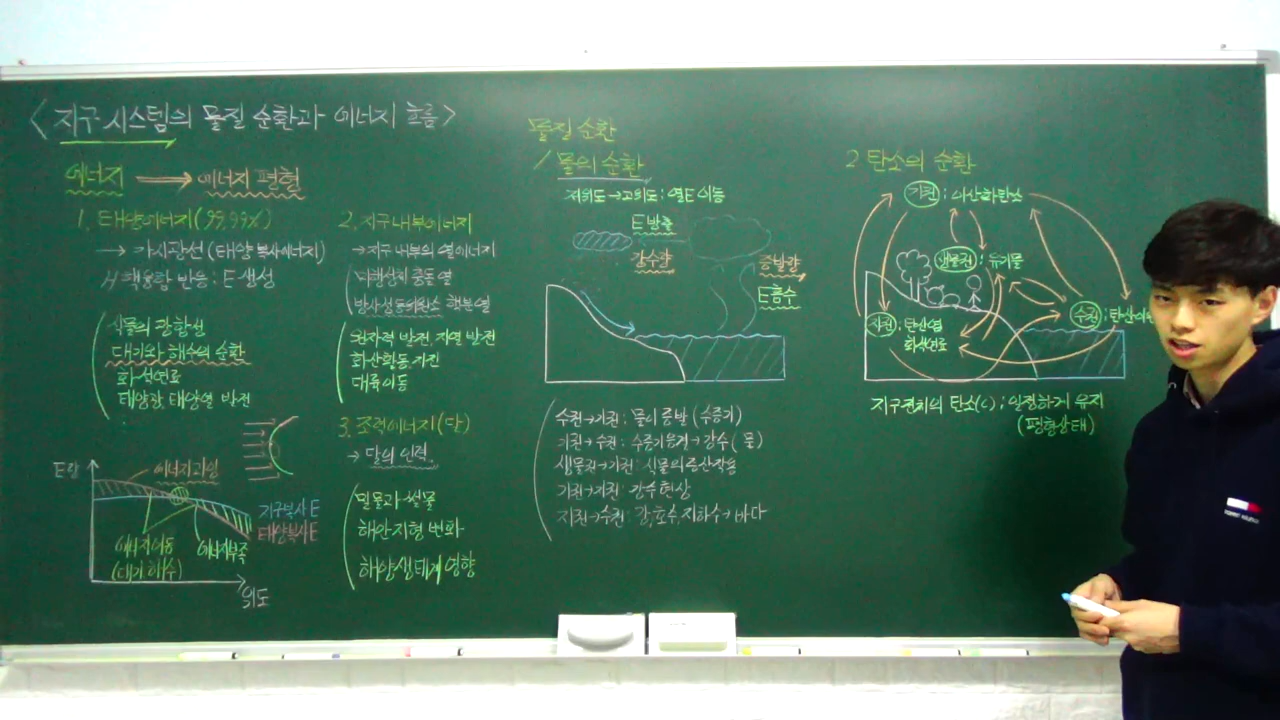 <지구시스템의 물질 순환과 에너지 흐름>
에너지 → 에너지 편형
1. 태양에너지(99.99%)
→ 가시광선(태양복사에너지)
H 핵융합 반응 : E 생성
식물의 광합성
대기와 해수의 순환
화석연료
태양광, 태양열 발전
E량
에너지과잉
지구복사E
태양복사E
에너지이동
(대기 해수)
에너지부족
위도
2. 지구내부에너지
→ 지구 내부의 열에너지
미행성체 충돌 열
방사성동위원소 핵분열
원자력 발전, 지열 발전
화산활동, 지진
대륙이동
3. 조력에너지(달)
→ 달의 인력
밀물과 썰물
해안지형 변화
해양생태계 영향
물질 순환
1 물의 순환
저위도→고위도 : 열E 이동
E 방출
강수량
증발량
E흡수
수권→기권 : 물이 증발 (수증기)
기권→수권 : 수증기응결→강수 (물)
생물권→기권 : 식물의 증산작용
기권→지권 : 강수현상
지권→수권 : 강, 호수, 지하수→바다
2 탄소의 순환
기권 : 이산화탄소
생물권 : 유기물
지권 : 탄산염
화석연료
수권 : 탄산이
지구전체의 탄소(C) ; 일정하게 유지
(평형상태)